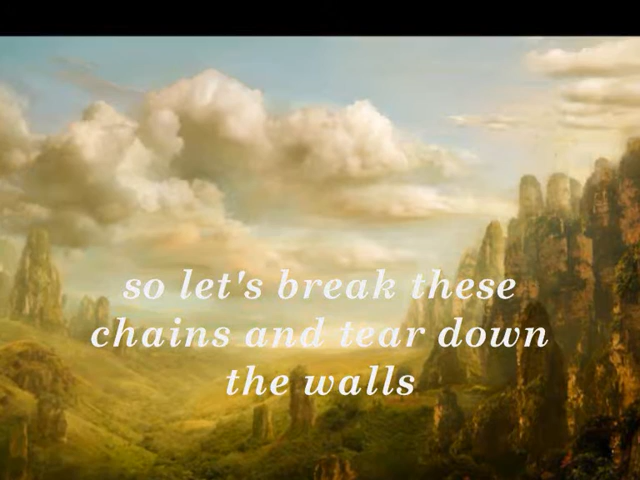 so let's break these
chains and tear down
the walls